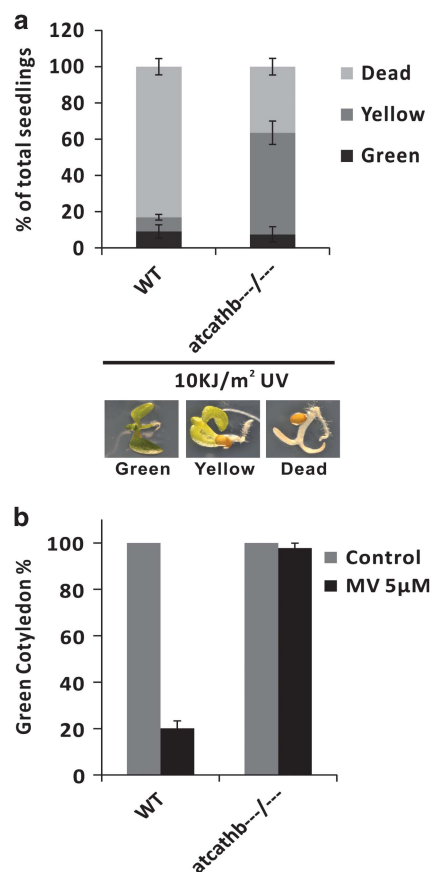 a
% of total seedlings
120
100
80
60
40
20
0
Dead
Yellow
Green
WT
atcathb---/---
10KJ/m² UV
Green Yellow Dead
b
Green Cotyledon %
100
80
60
40
20
0
Control
MV 5μM
WT
atcathb---/---